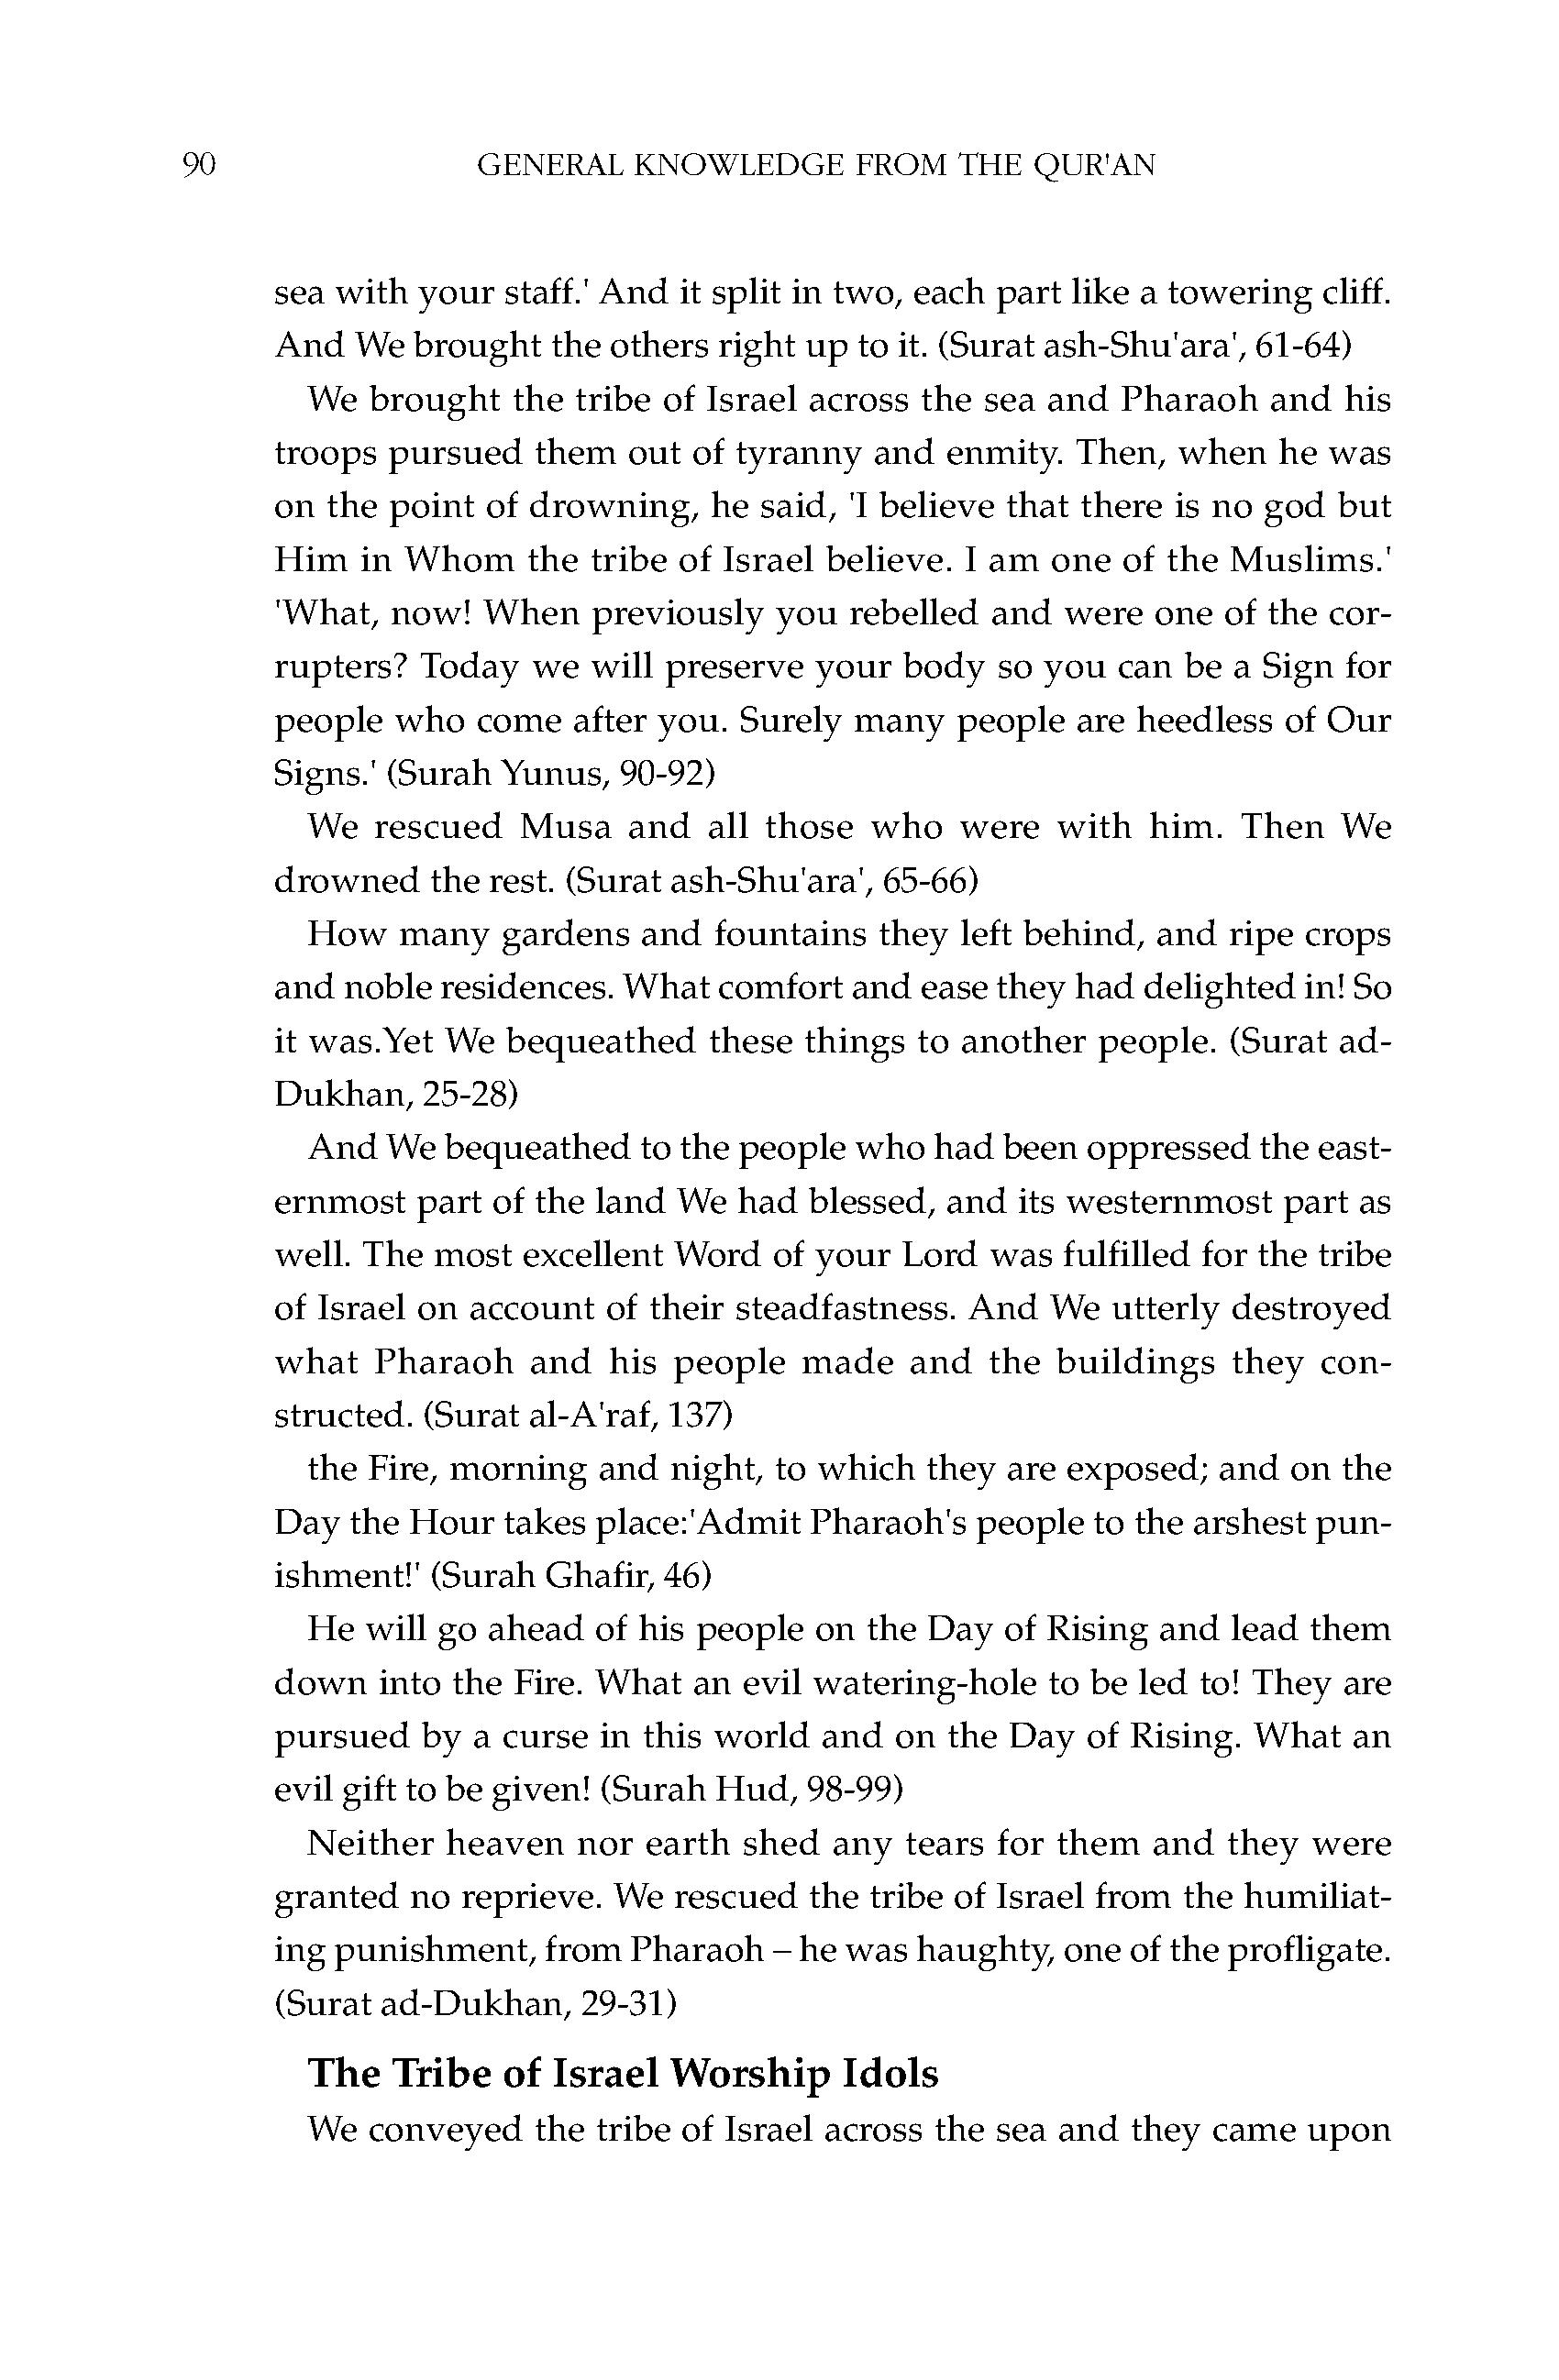 90 GENERAL KNOWLEDGE FROM THE QUR'AN
sea with your staff.' And it split in two, each part like a towering cliff.
And We brought the others right up to it. (Surat ash-Shu'ara', 61-64)
We brought the tribe of Israel across the sea and Pharaoh and his
troops pursued them out of tyranny and enmity. Then, when he was
on the point of drowning, he said, 'I believe that there is no god but
Him in Whom the tribe of Israel believe. I am one of the Muslims.'
'What, now! When previously you rebelled and were one of the cor-
rupters? Today we will preserve your body so you can be a Sign for
people who come after you. Surely many people are heedless of Our
Signs.' (Surah Yunus, 90-92)
We rescued Musa and all those who were with him. Then We
drowned the rest. (Surat ash-Shu'ara', 65-66)
How many gardens and fountains they left behind, and ripe crops
and noble residences. What comfort and ease they had delighted in! So
it was.Yet We bequeathed these things to another people. (Surat ad-
Dukhan, 25-28)
And We bequeathed to the people who had been oppressed the east-
ernmost part of the land We had blessed, and its westernmost part as
well. The most excellent Word of your Lord was fulfilled for the tribe
of Israel on account of their steadfastness. And We utterly destroyed
what Pharaoh and his people made and the buildings they con-
structed. (Surat al-A'raf, 137)
the Fire, morning and night, to which they are exposed; and on the
Day the Hour takes place:'Admit Pharaoh's people to the arshest pun-
ishment!' (Surah Ghafir, 46)
He will go ahead of his people on the Day of Rising and lead them
down into the Fire. What an evil watering-hole to be led to! They are
pursued by a curse in this world and on the Day of Rising. What an
evil gift to be given! (Surah Hud, 98-99)
Neither heaven nor earth shed any tears for them and they were
granted no reprieve. We rescued the tribe of Israel from the humiliat-
ing punishment, from Pharaoh – he was haughty, one of the profligate.
(Surat ad-Dukhan, 29-31)
The Tribe of Israel Worship Idols
We conveyed the tribe of Israel across the sea and they came upon